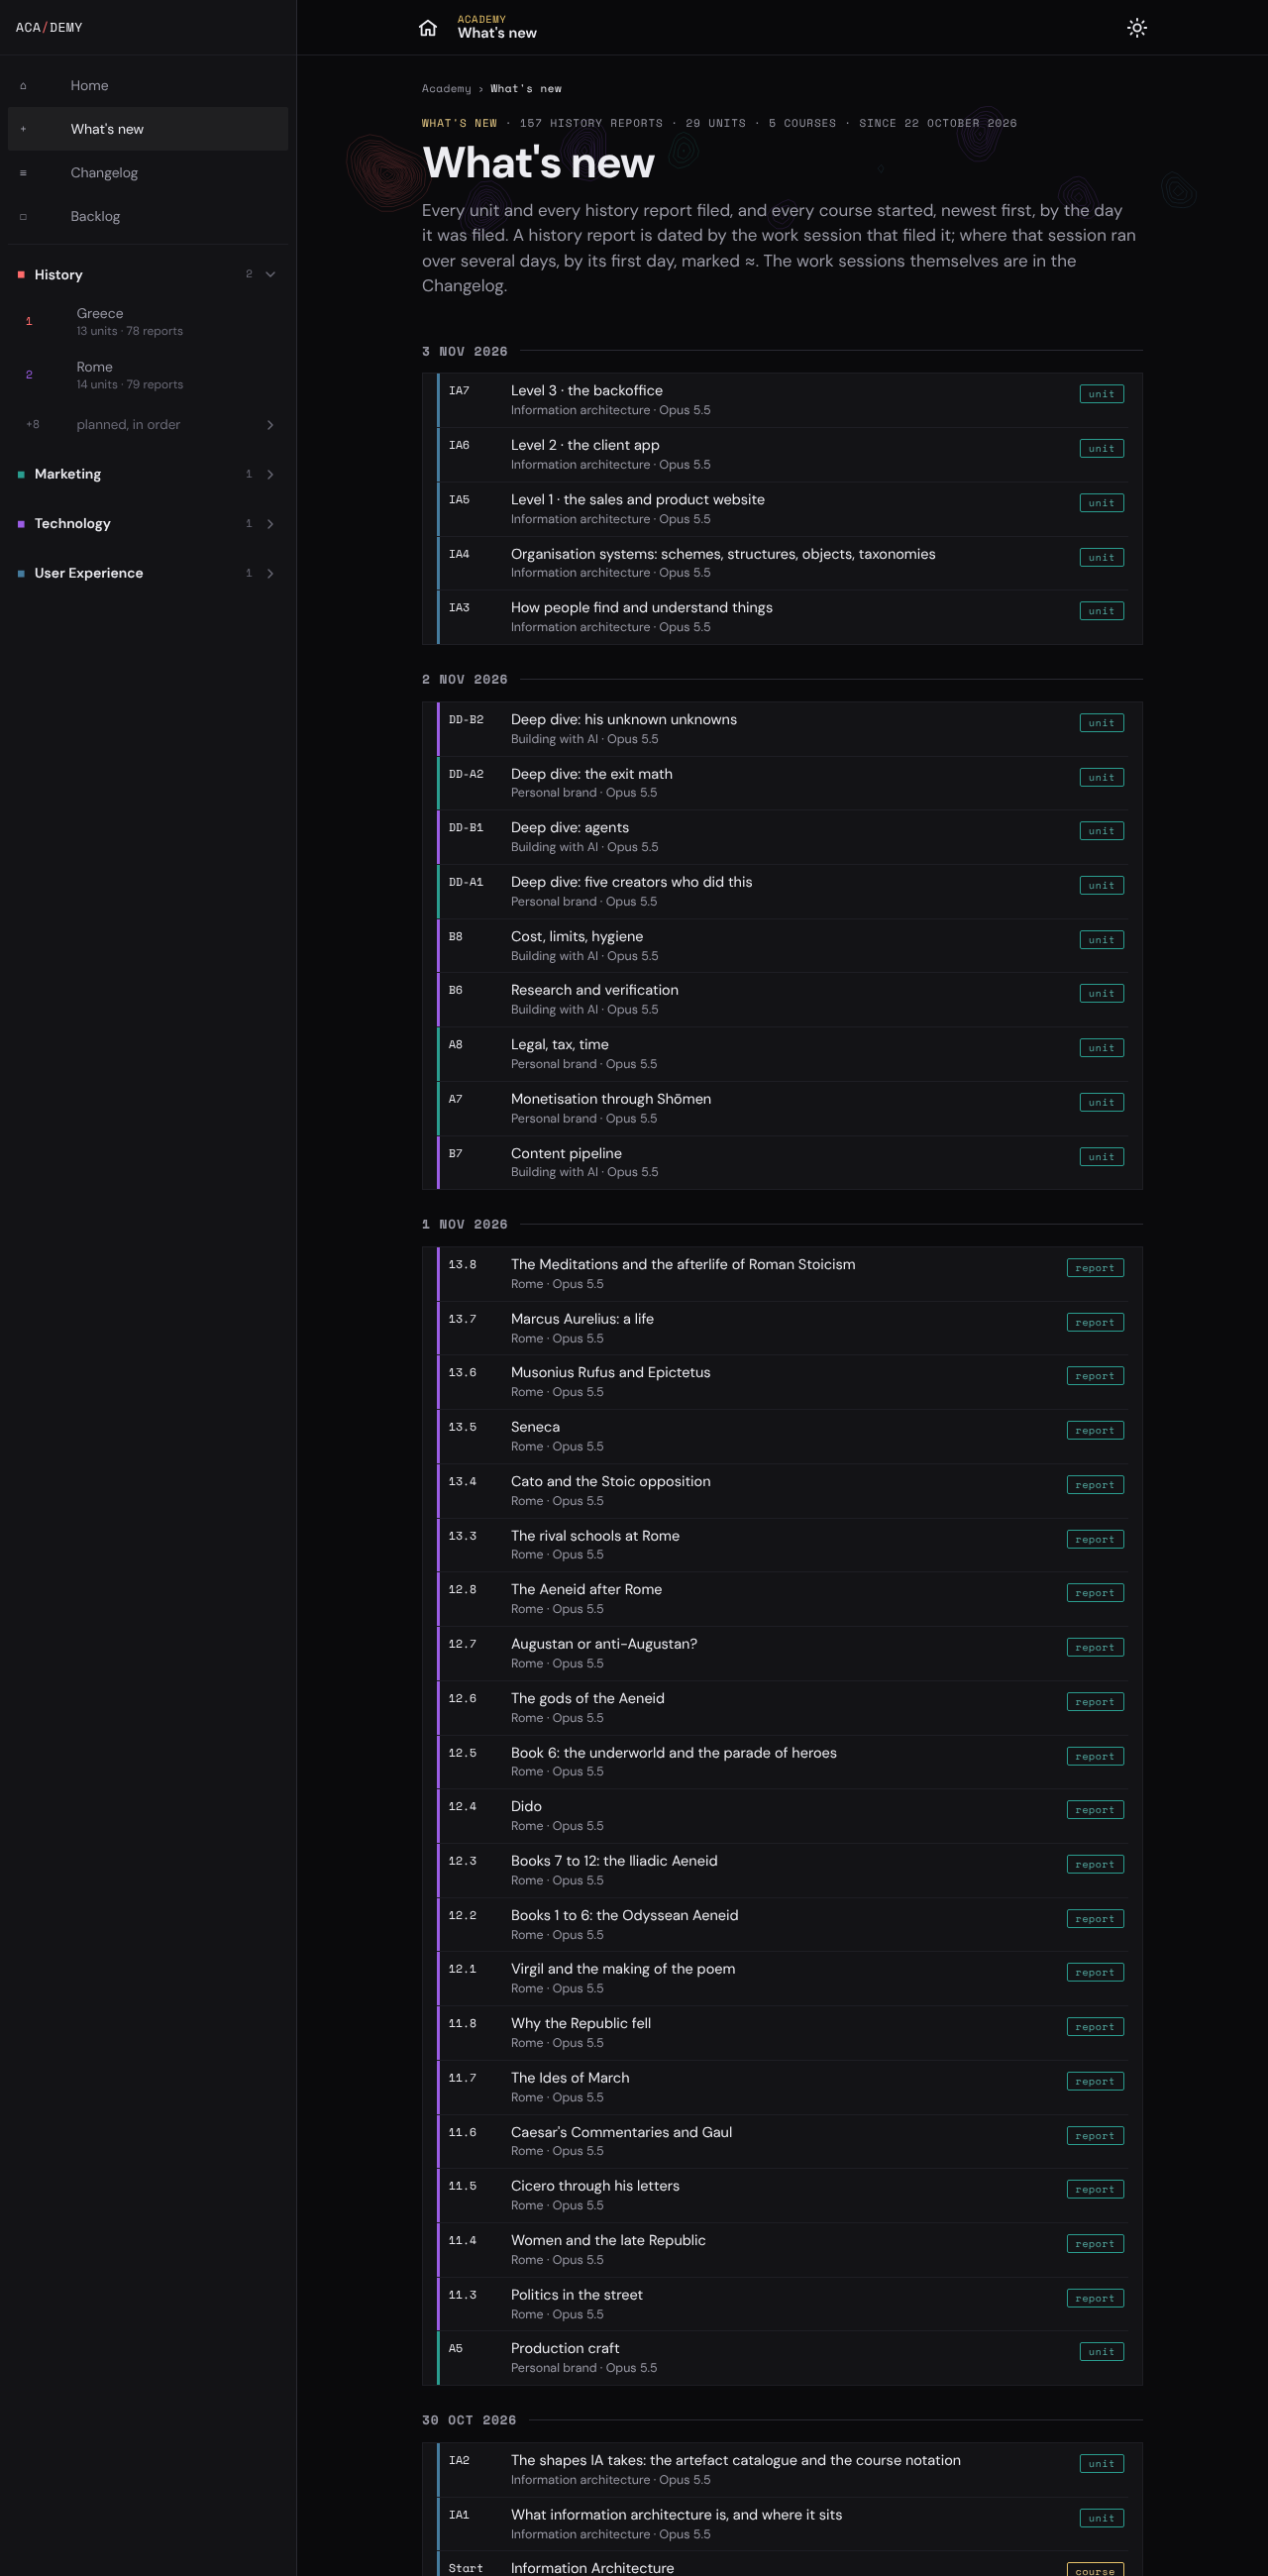 ACA/DEMY
Home
What's new
Changelog
Backlog
History 2
1 Greece
13 units · 78 reports
2 Rome
14 units · 79 reports
+8 planned, in order
Marketing 1
Technology 1
User Experience 1
ACADEMY
What's new
Academy › What's new
WHAT'S NEW · 157 HISTORY REPORTS · 29 UNITS · 5 COURSES · SINCE 22 OCTOBER 2026
What's new
Every unit and every history report filed, and every course started, newest first, by the day
it was filed. A history report is dated by the work session that filed it; where that session ran
over several days, by its first day, marked ≈. The work sessions themselves are in the
Changelog.
3 NOV 2026
IA7 Level 3 · the backoffice unit
Information architecture · Opus 5.5
IA6 Level 2 · the client app unit
Information architecture · Opus 5.5
IA5 Level 1 · the sales and product website unit
Information architecture · Opus 5.5
IA4 Organisation systems: schemes, structures, objects, taxonomies unit
Information architecture · Opus 5.5
IA3 How people find and understand things unit
Information architecture · Opus 5.5
2 NOV 2026
DD-B2 Deep dive: his unknown unknowns unit
Building with AI · Opus 5.5
DD-A2 Deep dive: the exit math unit
Personal brand · Opus 5.5
DD-B1 Deep dive: agents unit
Building with AI · Opus 5.5
DD-A1 Deep dive: five creators who did this unit
Personal brand · Opus 5.5
B8 Cost, limits, hygiene unit
Building with AI · Opus 5.5
B6 Research and verification unit
Building with AI · Opus 5.5
A8 Legal, tax, time unit
Personal brand · Opus 5.5
A7 Monetisation through Shōmen unit
Personal brand · Opus 5.5
B7 Content pipeline unit
Building with AI · Opus 5.5
1 NOV 2026
13.8 The Meditations and the afterlife of Roman Stoicism report
Rome · Opus 5.5
13.7 Marcus Aurelius: a life report
Rome · Opus 5.5
13.6 Musonius Rufus and Epictetus report
Rome · Opus 5.5
13.5 Seneca report
Rome · Opus 5.5
13.4 Cato and the Stoic opposition report
Rome · Opus 5.5
13.3 The rival schools at Rome report
Rome · Opus 5.5
12.8 The Aeneid after Rome report
Rome · Opus 5.5
12.7 Augustan or anti-Augustan? report
Rome · Opus 5.5
12.6 The gods of the Aeneid report
Rome · Opus 5.5
12.5 Book 6: the underworld and the parade of heroes report
Rome · Opus 5.5
12.4 Dido report
Rome · Opus 5.5
12.3 Books 7 to 12: the Iliadic Aeneid report
Rome · Opus 5.5
12.2 Books 1 to 6: the Odyssean Aeneid report
Rome · Opus 5.5
12.1 Virgil and the making of the poem report
Rome · Opus 5.5
11.8 Why the Republic fell report
Rome · Opus 5.5
11.7 The Ides of March report
Rome · Opus 5.5
11.6 Caesar's Commentaries and Gaul report
Rome · Opus 5.5
11.5 Cicero through his letters report
Rome · Opus 5.5
11.4 Women and the late Republic report
Rome · Opus 5.5
11.3 Politics in the street report
Rome · Opus 5.5
A5 Production craft unit
Personal brand · Opus 5.5
30 OCT 2026
IA2 The shapes IA takes: the artefact catalogue and the course notation unit
Information architecture · Opus 5.5
IA1 What information architecture is, and where it sits unit
Information architecture · Opus 5.5
Start Information Architecture course